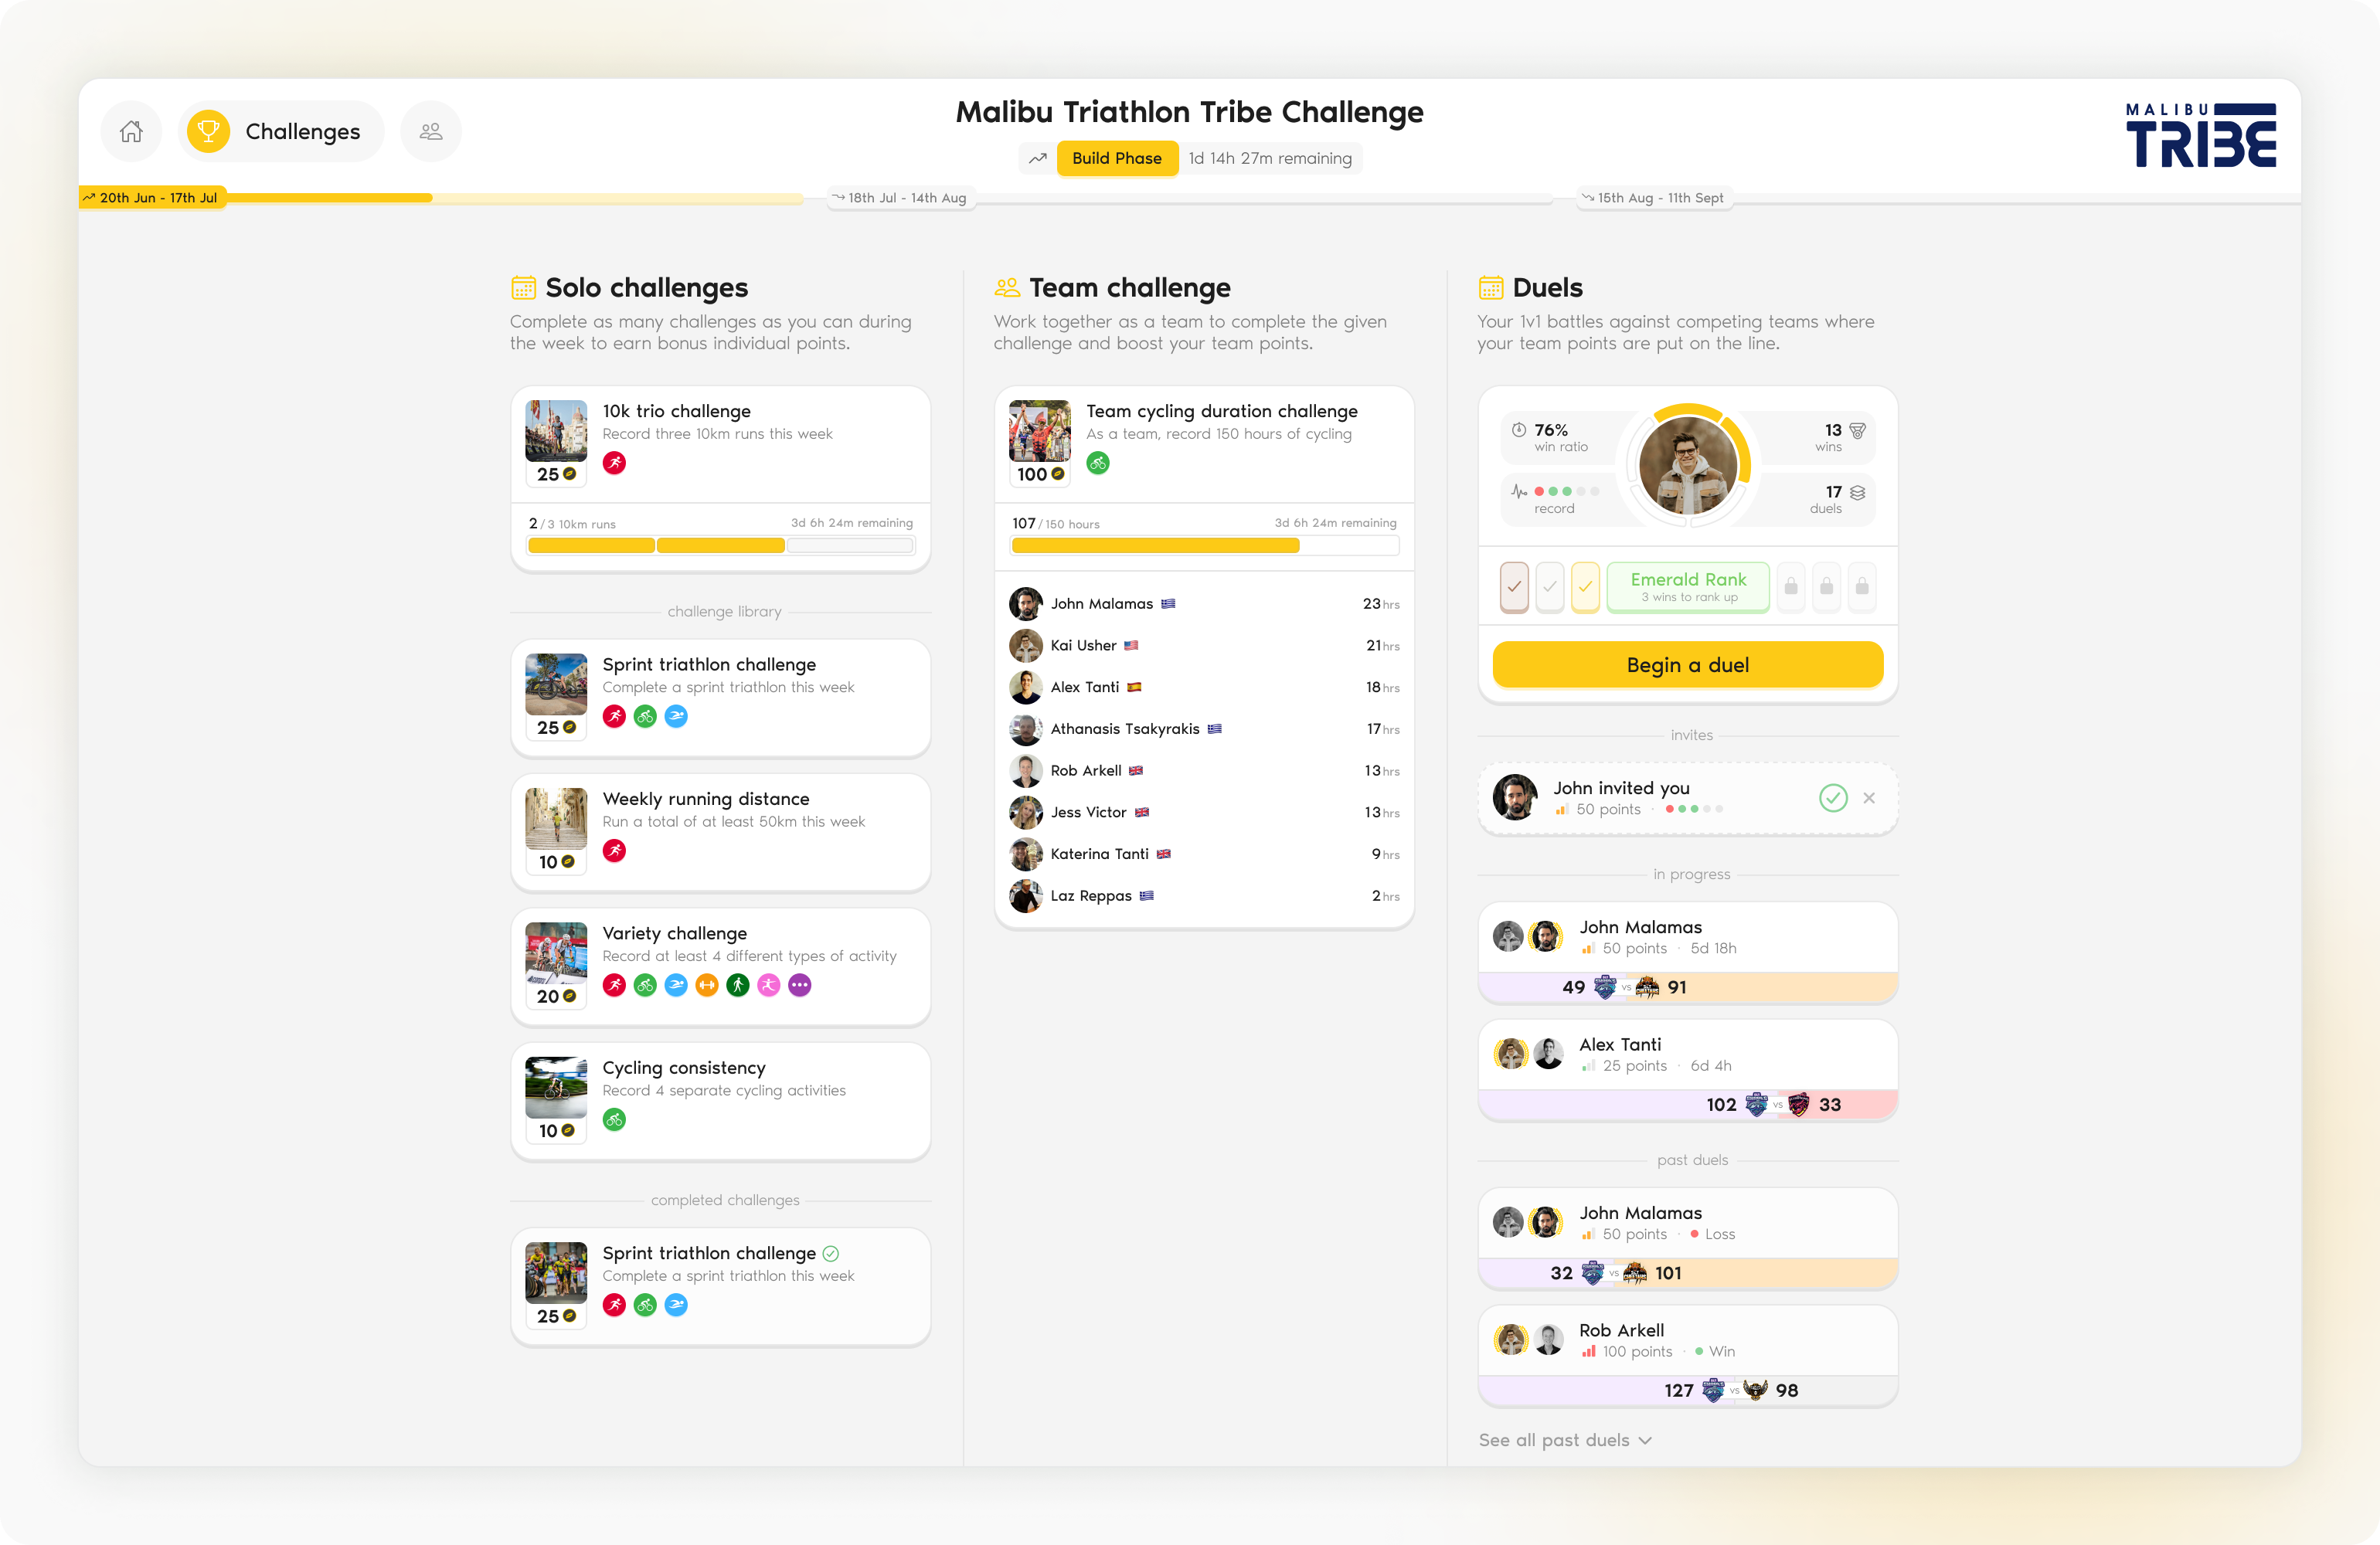 Challenges
Malibu Triathlon Tribe Challenge
Build Phase 1d 14h 27m remaining
MALIBU
TRIBE
20th Jun - 17th Jul
18th Jul - 14th Aug
15th Aug - 11th Sept
Solo challenges
Complete as many challenges as you can during
the week to earn bonus individual points.
10k trio challenge
Record three 10km runs this week
25
2 / 3 10km runs
3d 6h 24m remaining
challenge library
Sprint triathlon challenge
Complete a sprint triathlon this week
25
Weekly running distance
Run a total of at least 50km this week
10
Variety challenge
Record at least 4 different types of activity
20
Cycling consistency
Record 4 separate cycling activities
10
completed challenges
Sprint triathlon challenge
Complete a sprint triathlon this week
25
Team challenge
Work together as a team to complete the given
challenge and boost your team points.
Team cycling duration challenge
As a team, record 150 hours of cycling
100
107 / 150 hours
3d 6h 24m remaining
John Malamas 23 hrs
Kai Usher 21 hrs
Alex Tanti 18 hrs
Athanasis Tsakyrakis 17 hrs
Rob Arkell 13 hrs
Jess Victor 13 hrs
Katerina Tanti 9 hrs
Laz Reppas 2 hrs
Duels
Your 1v1 battles against competing teams where
your team points are put on the line.
76%
win ratio
13
wins
record
17
duels
Emerald Rank
3 wins to rank up
Begin a duel
invites
John invited you
50 points ·
in progress
John Malamas
50 points · 5d 18h
49 vs 91
Alex Tanti
25 points · 6d 4h
102 vs 33
past duels
John Malamas
50 points · Loss
32 vs 101
Rob Arkell
100 points · Win
127 vs 98
See all past duels